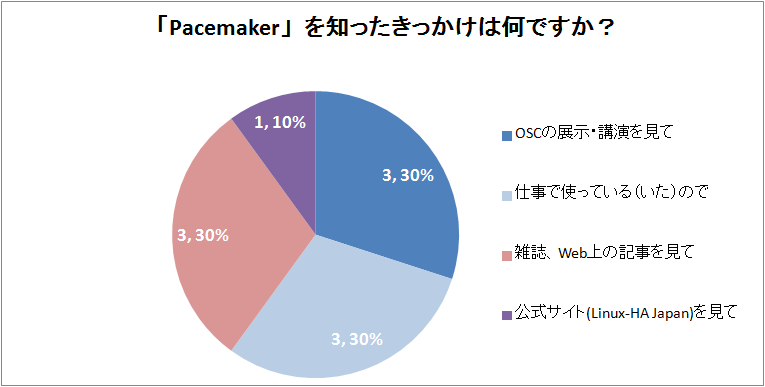 「Pacemaker」を知ったきっかけは何ですか？
1, 10%
3, 30%
3, 30%
3, 30%
OSCの展示・講演を見て
仕事で使っている（いた）ので
雑誌、Web上の記事を見て
公式サイト(Linux-HA Japan)を見て